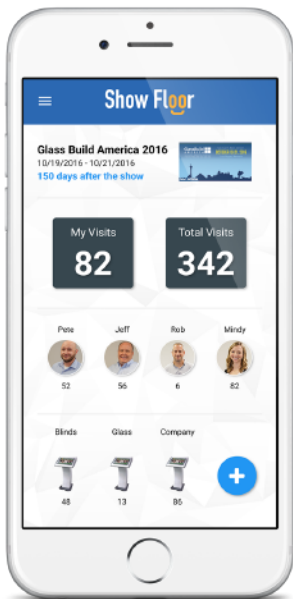 Show Floor
Glass Build America 2016
10/19/2016 - 10/21/2016
150 days after the show
My Visits
Total Visits
82
342
Pete
Jeff
Rob
Mindy
52
56
6
82
Blinds
Glass
Company
48
13
86